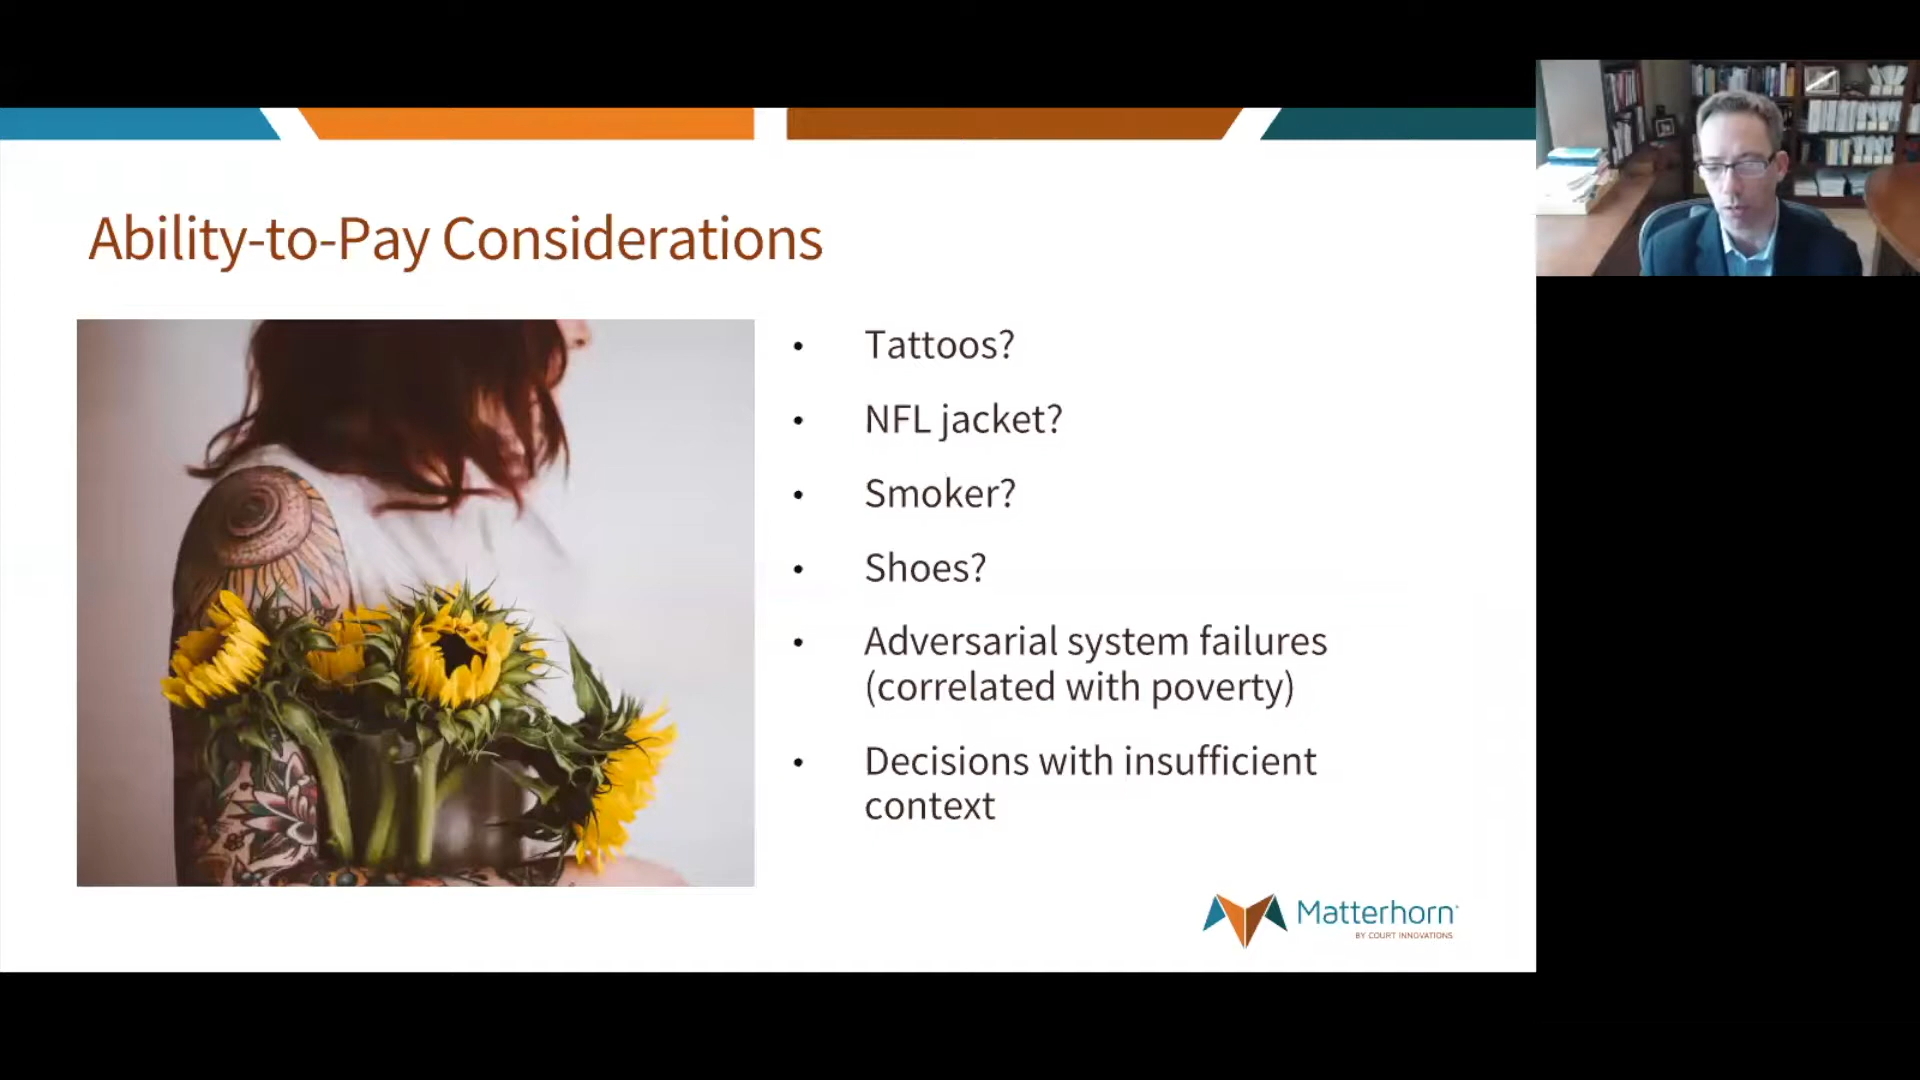 Ability-to-Pay Considerations
• Tattoos?
• NFL jacket?
• Smoker?
• Shoes?
• Adversarial system failures
(correlated with poverty)
• Decisions with insufficient
context
Matterhorn
BY COURT INNOVATIONS